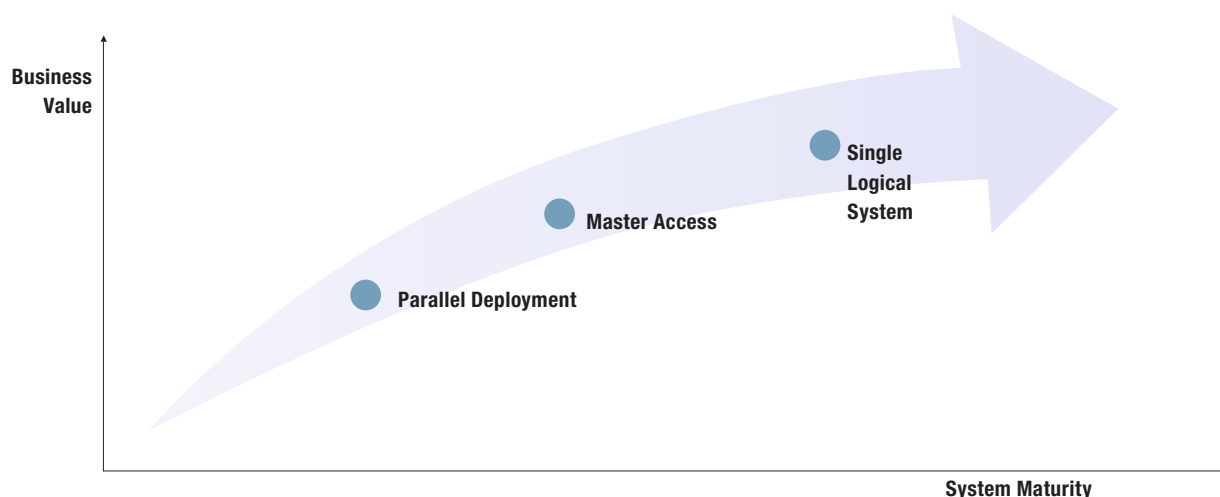 Business
Value
Single
Logical
System
Master Access
Parallel Deployment
System Maturity